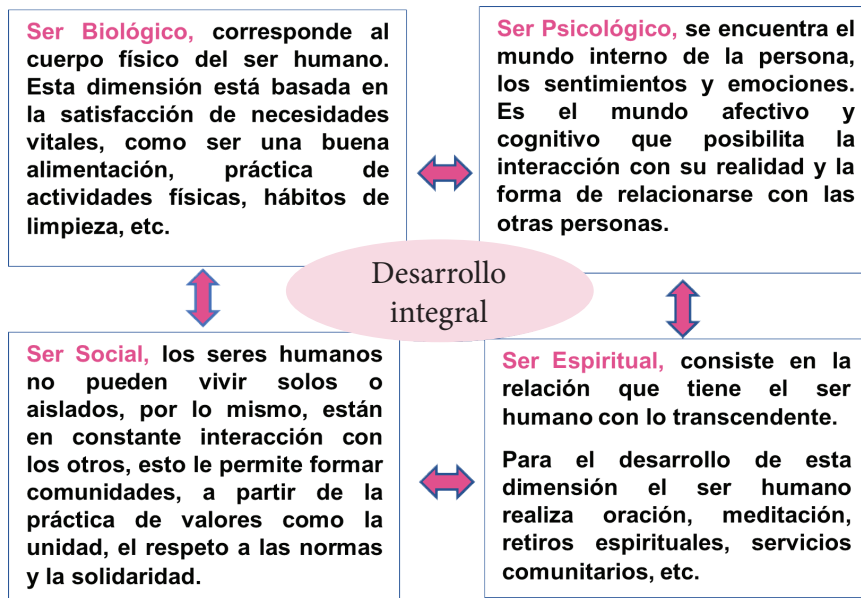 Ser Biológico, corresponde al
cuerpo físico del ser humano.
Esta dimensión está basada en
la satisfacción de necesidades
vitales, como ser una buena
alimentación, práctica de
actividades físicas, hábitos de
limpieza, etc.
Ser Psicológico, se encuentra el
mundo interno de la persona,
los sentimientos y emociones.
Es el mundo afectivo y
cognitivo que posibilita la
interacción con su realidad y la
forma de relacionarse con las
otras personas.
Desarrollo
integral
Ser Social, los seres humanos
no pueden vivir solos o
aislados, por lo mismo, están
en constante interacción con
los otros, esto le permite formar
comunidades, a partir de la
práctica de valores como la
unidad, el respeto a las normas
y la solidaridad.
Ser Espiritual, consiste en la
relación que tiene el ser
humano con lo transcendente.
Para el desarrollo de esta
dimensión el ser humano
realiza oración, meditación,
retiros espirituales, servicios
comunitarios, etc.